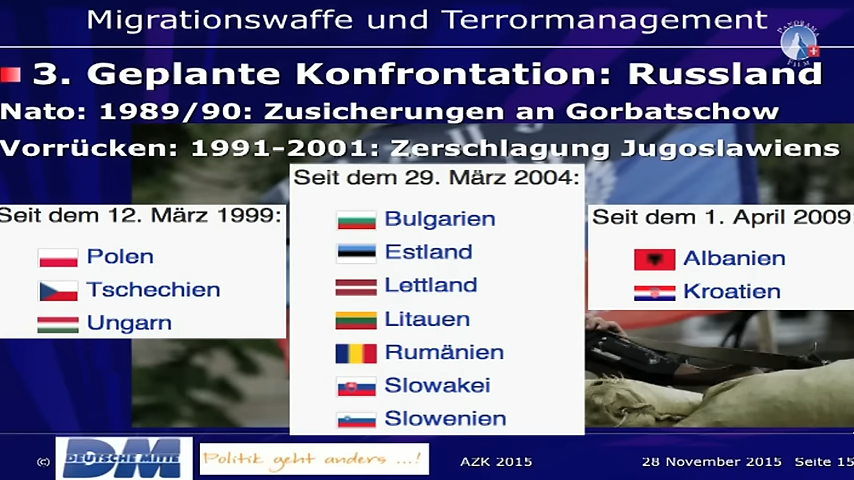 Migrationswaffe und Terrormanagement
PANORAMA FILM
3. Geplante Konfrontation: Russland
Nato: 1989/90: Zusicherungen an Gorbatschow
Vorrücken: 1991-2001: Zerschlagung Jugoslawiens
Seit dem 12. März 1999:
Polen
Tschechien
Ungarn
Seit dem 29. März 2004:
Bulgarien
Estland
Lettland
Litauen
Rumänien
Slowakei
Slowenien
Seit dem 1. April 2009
Albanien
Kroatien
(c) DM DEUTSCHE MITTE Politik geht anders ...! AZK 2015 28 November 2015 Seite 15